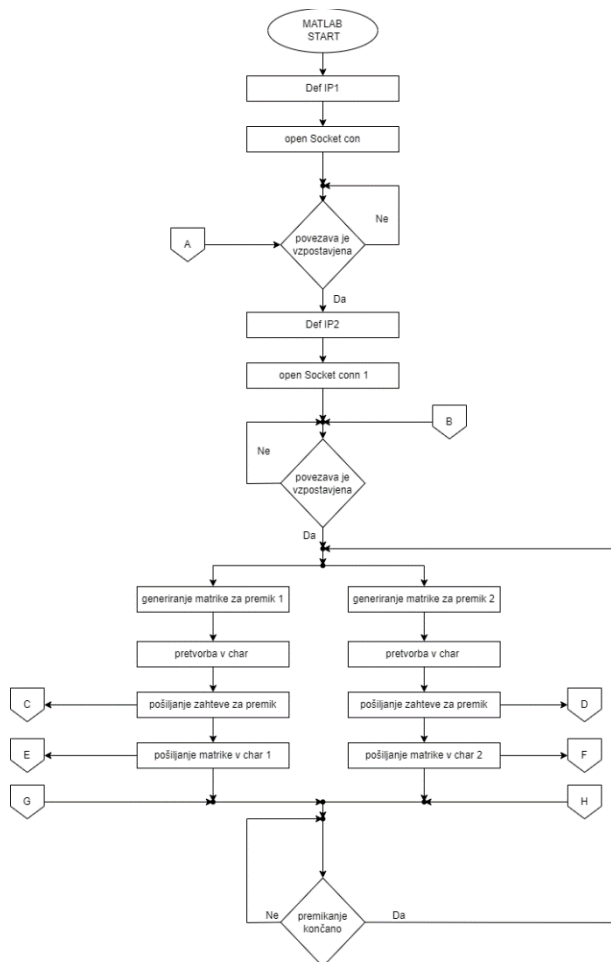 MATLAB
START
Def IP1
open Socket con
Ne
A
povezava je
vzpostavjena
Da
Def IP2
open Socket conn 1
B
Ne
povezava je
vzpostavjena
Da
generiranje matrike za premik 1
generiranje matrike za premik 2
pretvorba v char
pretvorba v char
C
pošiljanje zahteve za premik
pošiljanje zahteve za premik
D
E
pošiljanje matrike v char 1
pošiljanje matrike v char 2
F
G
H
Ne
premikanje
končano
Da